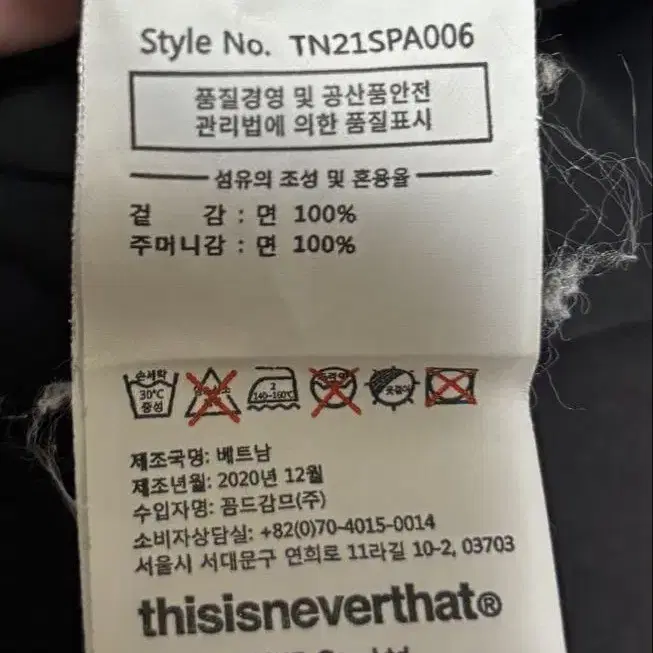 Style No. TN21SPA006
품질경영 및 공산품안전
관리법에 의한 품질표시
섬유의 조성 및 혼용율
겉 감 : 면 100%
주머니감 : 면 100%
손세탁 30°C 중성
2 140~160°C
옷걸이
제조국명: 베트남
제조년월: 2020년 12월
수입자명: 꼼드감므(주)
소비자상담실: +82(0)70-4015-0014
서울시 서대문구 연희로 11라길 10-2, 03703
thisisneverthat®